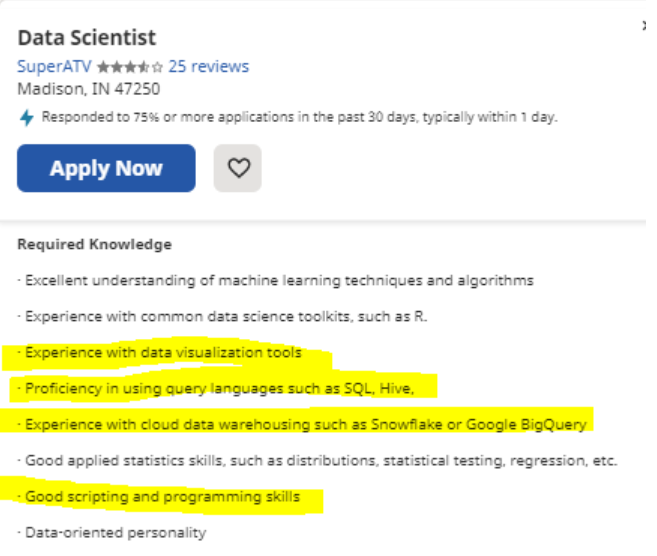 Data Scientist
SuperATV 25 reviews
Madison, IN 47250
Responded to 75% or more applications in the past 30 days, typically within 1 day.
Apply Now
Required Knowledge
· Excellent understanding of machine learning techniques and algorithms
· Experience with common data science toolkits, such as R.
· Experience with data visualization tools
· Proficiency in using query languages such as SQL, Hive,
· Experience with cloud data warehousing such as Snowflake or Google BigQuery
· Good applied statistics skills, such as distributions, statistical testing, regression, etc.
· Good scripting and programming skills
· Data-oriented personality